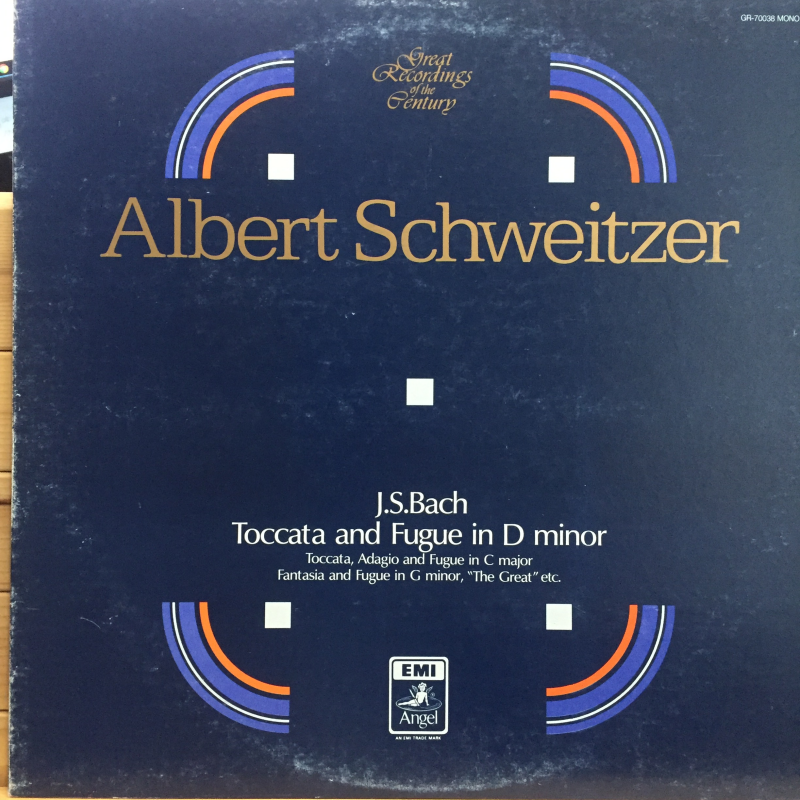 GR-70038 MONO
Great
Recordings
of the
Century
Albert Schweitzer
J.S.Bach
Toccata and Fugue in D minor
Toccata, Adagio and Fugue in C major
Fantasia and Fugue in G minor, “The Great” etc.
EMI
Angel
AN EMI TRADE MARK